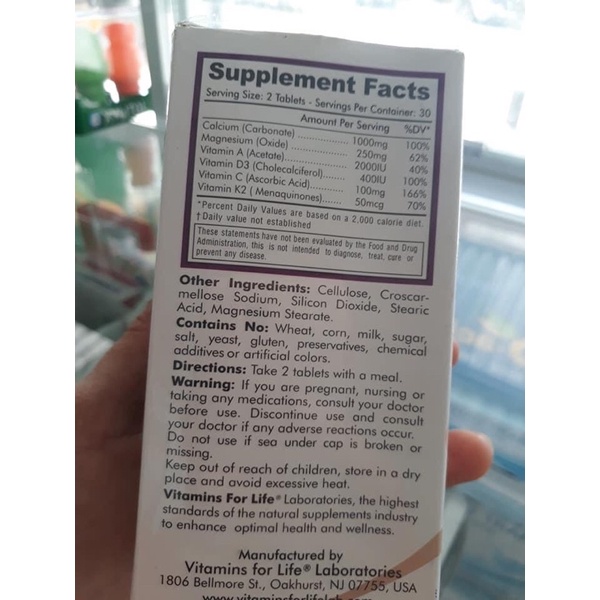 Supplement Facts
Serving Size: 2 Tablets - Servings Per Container: 30
Amount Per Serving %DV*
Calcium (Carbonate) .................. 1000mg 100%
Magnesium (Oxide) .................... 250mg 62%
Vitamin A (Acetate).................... 2000IU 40%
Vitamin D3 (Cholecalciferol)........ 400IU 100%
Vitamin C (Ascorbic Acid)........... 100mg 166%
Vitamin K2 ( Menaquinones)...... 50mcg 70%
*Percent Daily Values are based on a 2,000 calorie diet.
†Daily value not established
These statements have not been evaluated by the Food and Drug
Administration, this is not intended to diagnose, treat, cure or
prevent any disease.
Other Ingredients: Cellulose, Croscar-
mellose Sodium, Silicon Dioxide, Stearic
Acid, Magnesium Stearate.
Contains No: Wheat, corn, milk, sugar,
salt, yeast, gluten, preservatives, chemical
additives or artificial colors.
Directions: Take 2 tablets with a meal.
Warning: If you are pregnant, nursing or
taking any medications, consult your doctor
before use. Discontinue use and consult
your doctor if any adverse reactions occur.
Do not use if sea under cap is broken or
missing.
Keep out of reach of children, store in a dry
place and avoid excessive heat.
Vitamins For Life® Laboratories, the highest
standards of the natural supplements industry
to enhance optimal health and wellness.
Manufactured by
Vitamins for Life® Laboratories
1806 Bellmore St., Oakhurst, NJ 07755, USA